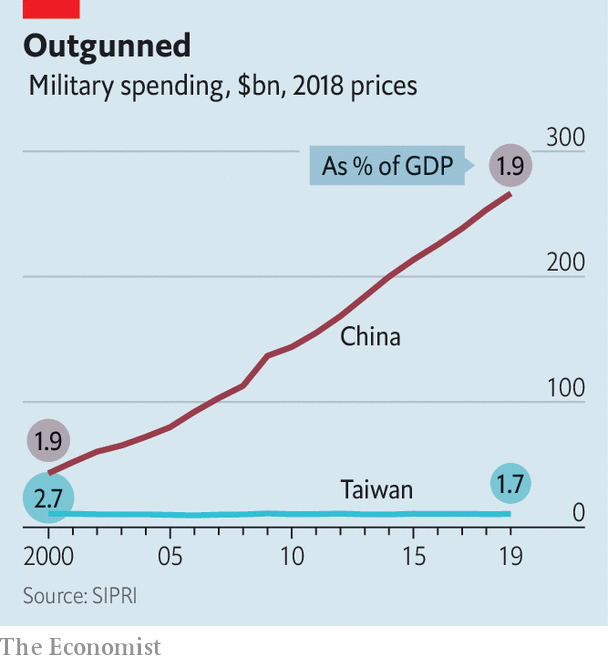 Outgunned
Military spending, $bn, 2018 prices
300
As % of GDP
1.9
200
China
100
1.9
2.7
Taiwan
1.7
0
2000
05
10
15
19
Source: SIPRI
The Economist